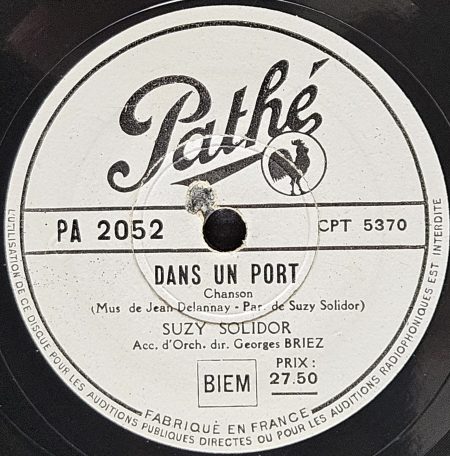 Pathé
PA 2052
CPT 5370
DANS UN PORT
Chanson
(Mus de Jean Delannay - Par. de Suzy Solidor)
SUZY SOLIDOR
Acc. d'Orch. dir. Georges BRIEZ
BIEM
PRIX:
27.50
FABRIQUÉ EN FRANCE
L'UTILISATION DE CE DISQUE POUR LES AUDITIONS PUBLIQUES DIRECTES OU POUR LES AUDITIONS RADIOPHONIQUES EST INTERDITE